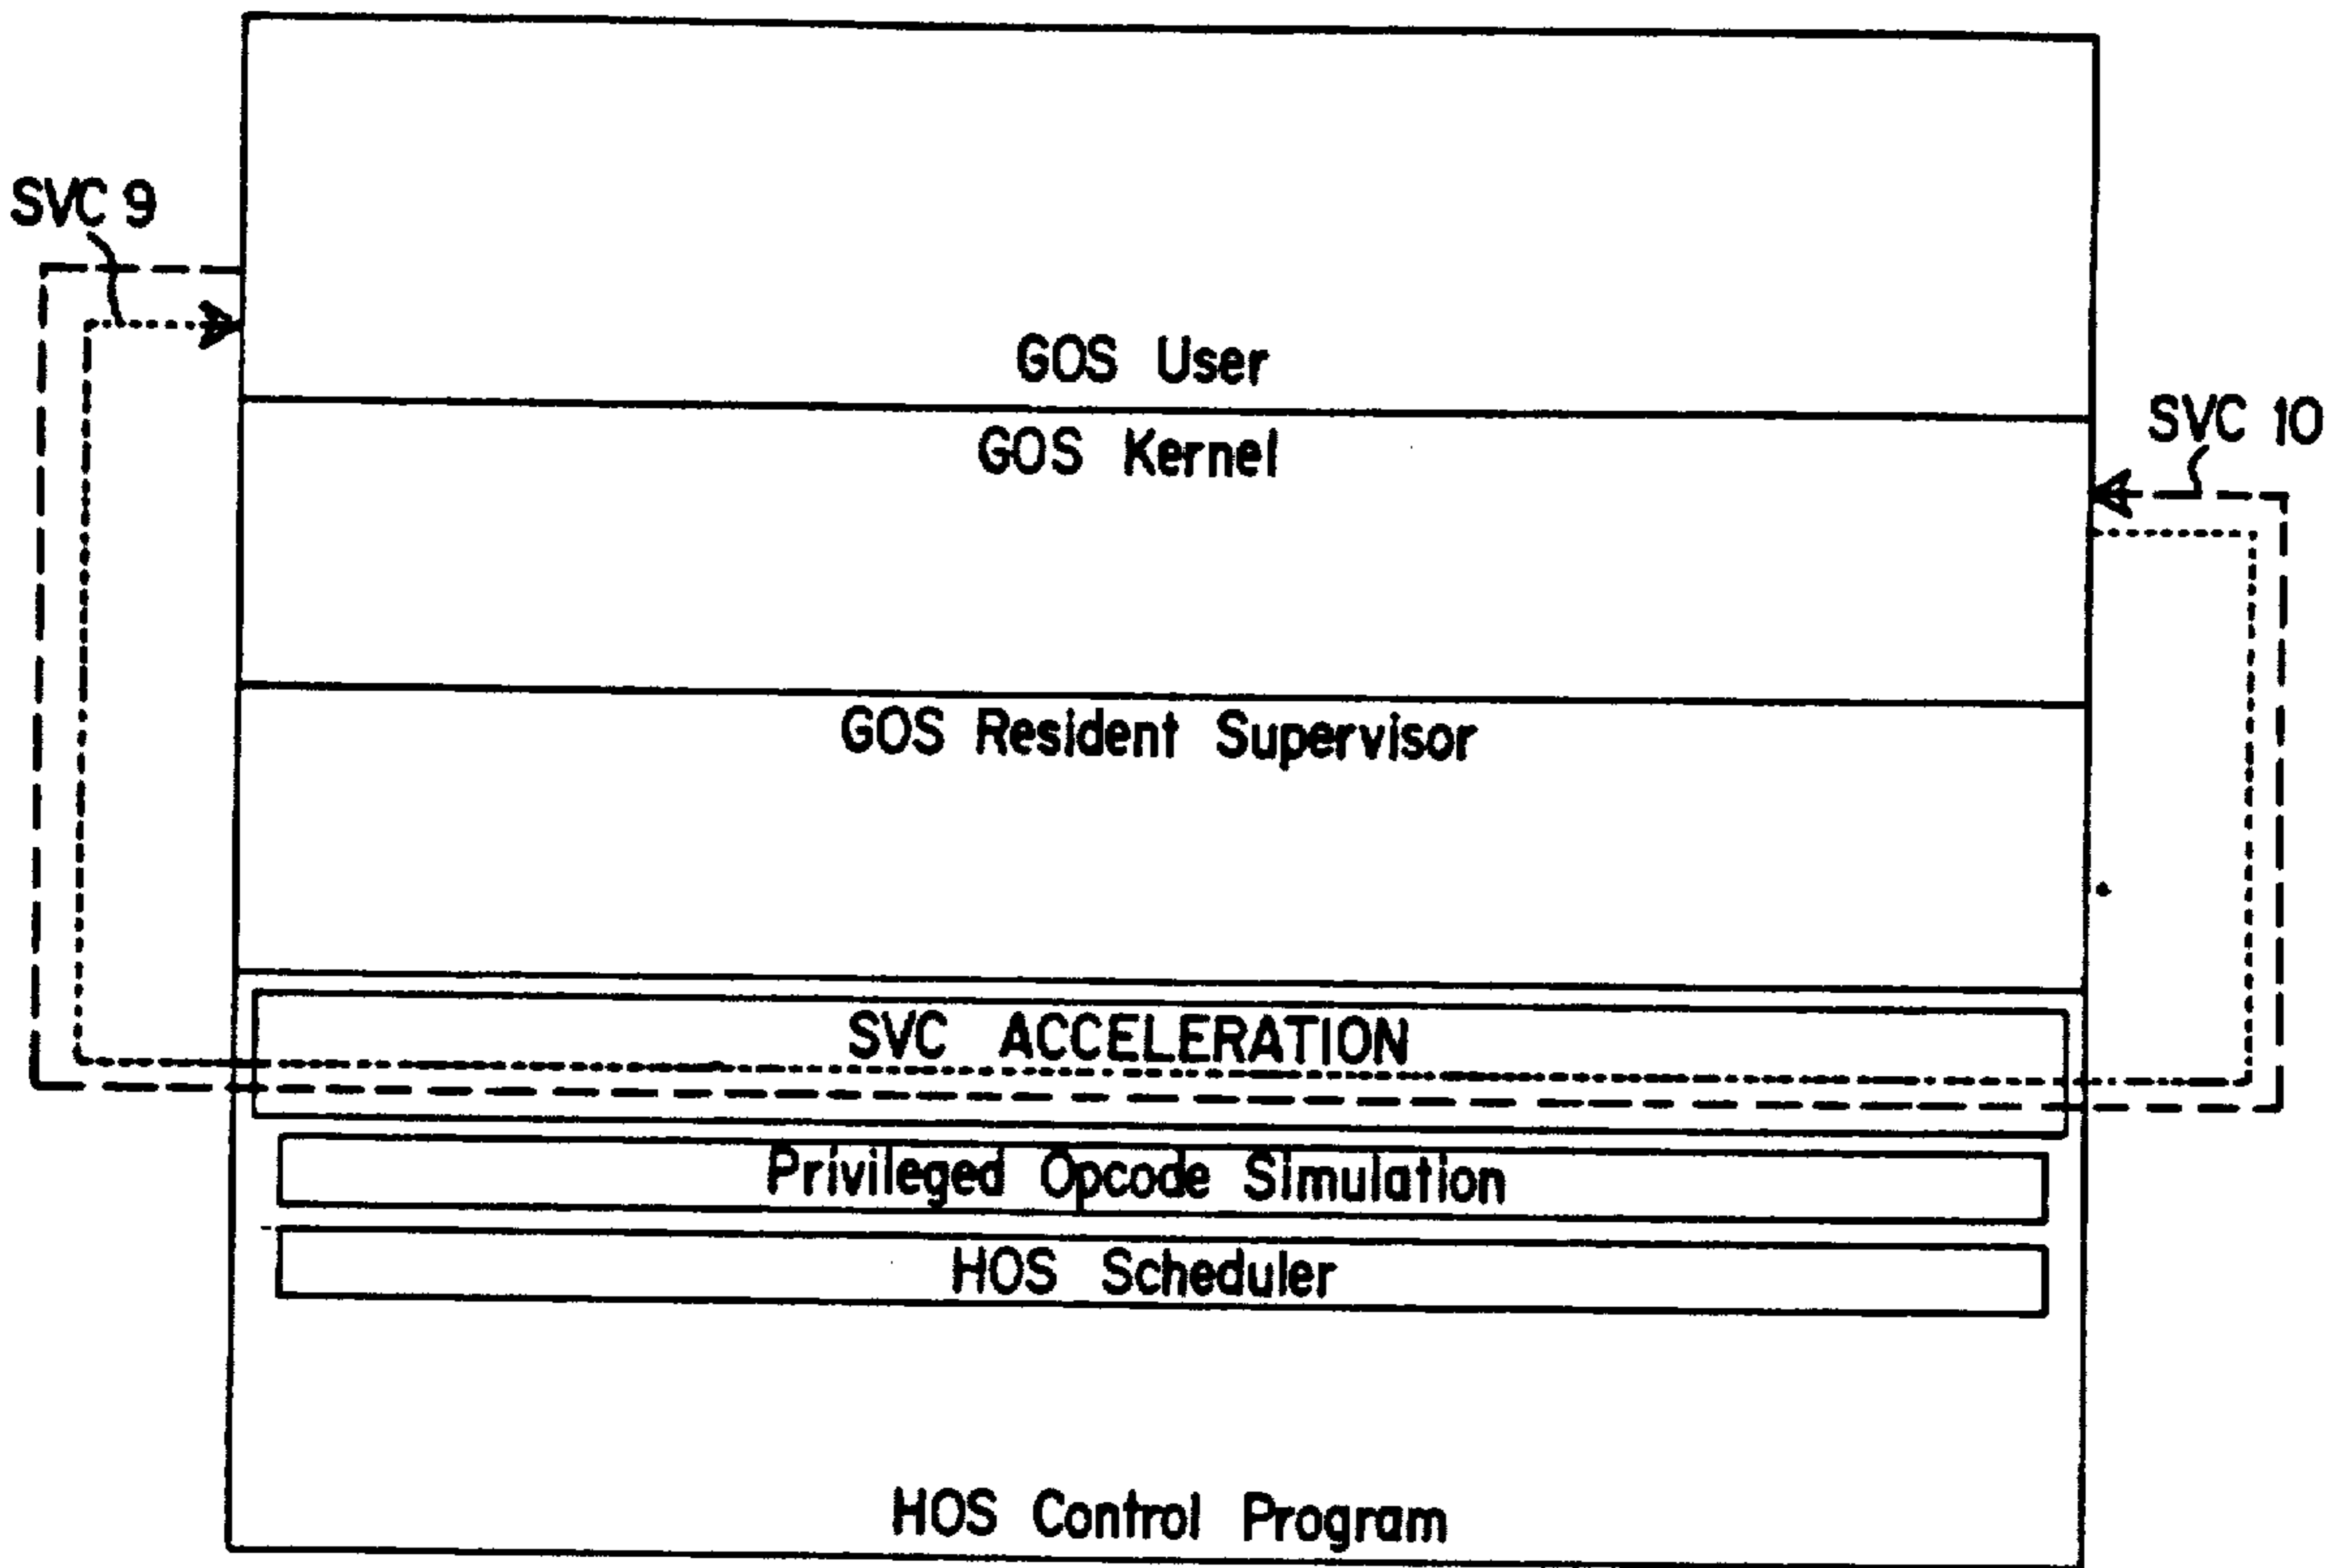 SVC 9
GOS User
GOS Kernel
SVC 10
GOS Resident Supervisor
SVC ACCELERATION
Privileged Opcode Simulation
HOS Scheduler
HOS Control Program